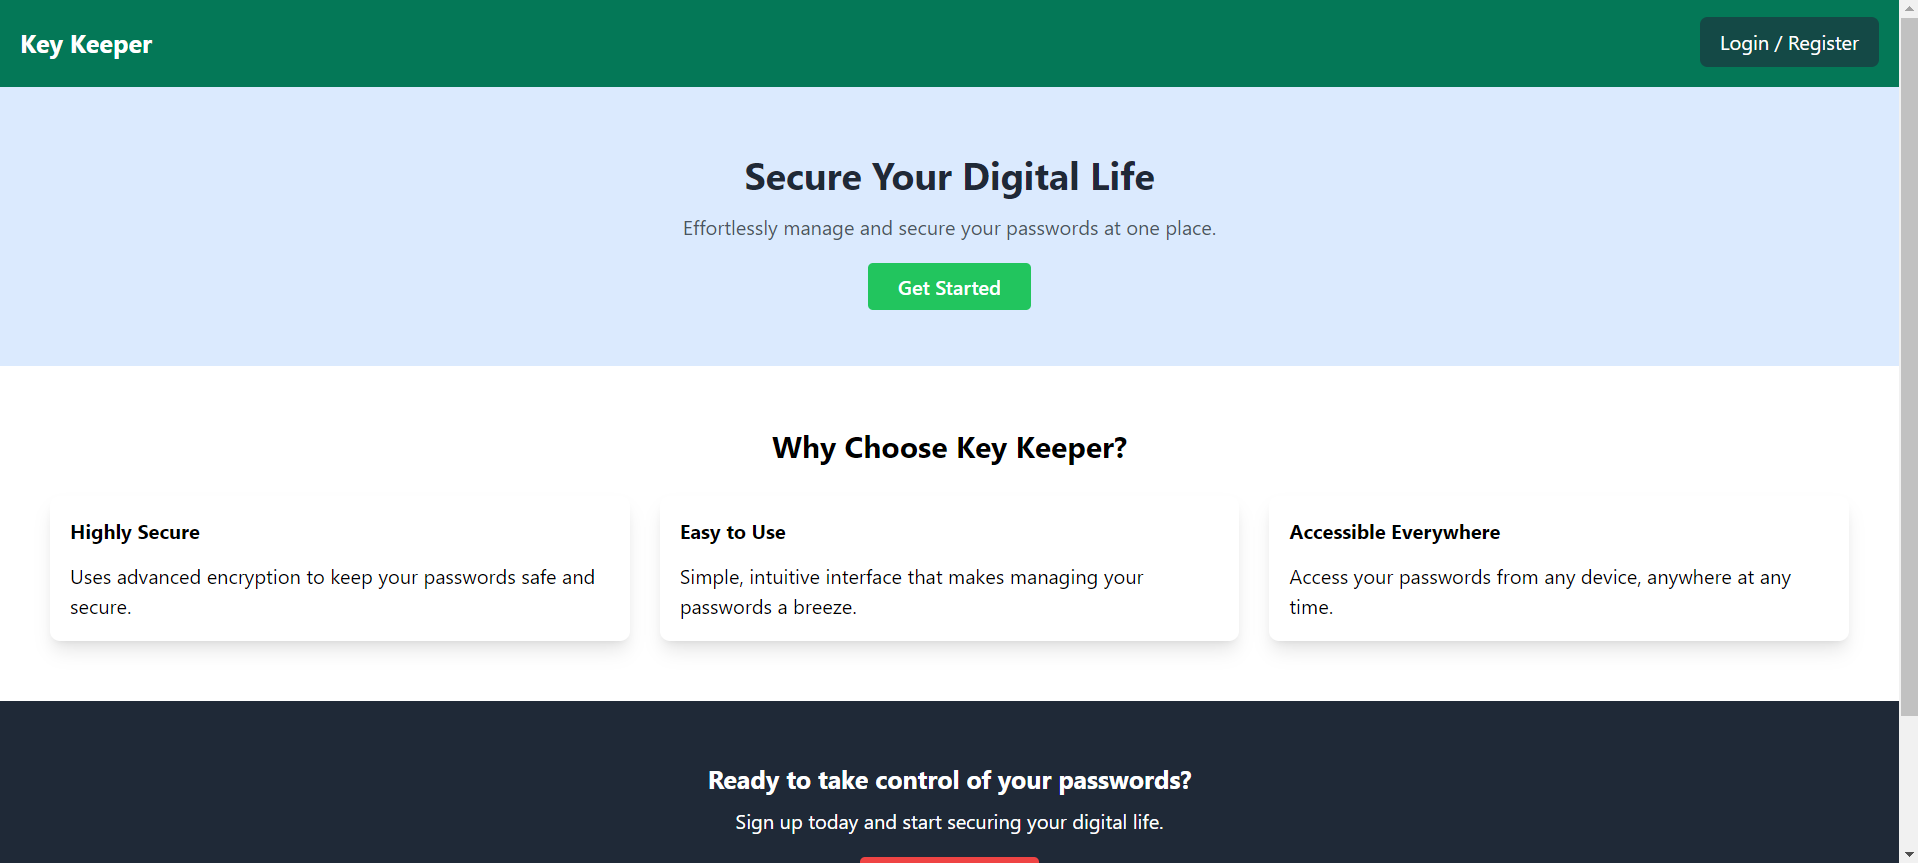 Key Keeper
Login / Register
Secure Your Digital Life
Effortlessly manage and secure your passwords at one place.
Get Started
Why Choose Key Keeper?
Highly Secure
Uses advanced encryption to keep your passwords safe and
secure.
Easy to Use
Simple, intuitive interface that makes managing your
passwords a breeze.
Accessible Everywhere
Access your passwords from any device, anywhere at any
time.
Ready to take control of your passwords?
Sign up today and start securing your digital life.